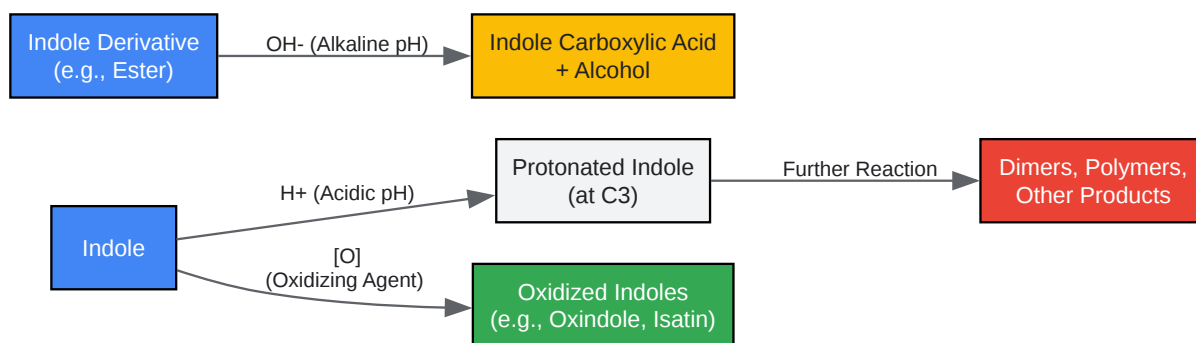 Indole Derivative
(e.g., Ester)
OH- (Alkaline pH)
Indole Carboxylic Acid
+ Alcohol
Indole
H+ (Acidic pH)
Protonated Indole
(at C3)
Further Reaction
Dimers, Polymers,
Other Products
[O]
(Oxidizing Agent)
Oxidized Indoles
(e.g., Oxindole, Isatin)